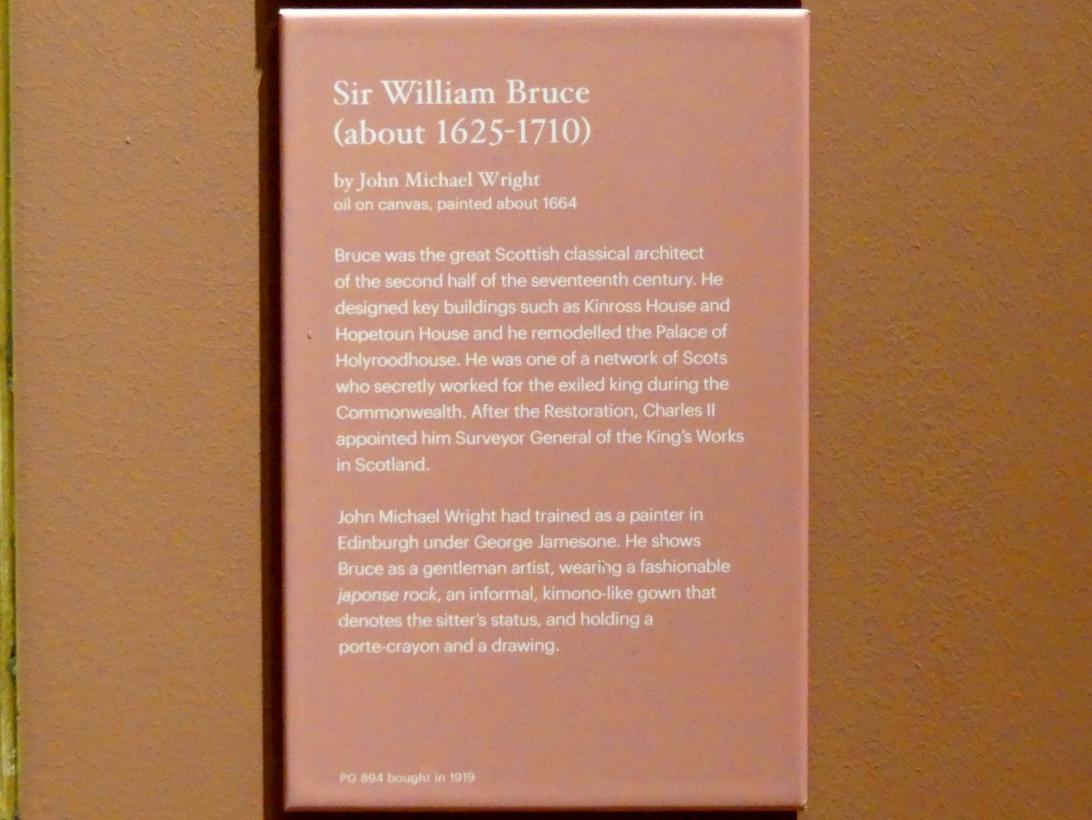 Sir William Bruce
(about 1625-1710)
by John Michael Wright
oil on canvas, painted about 1664
Bruce was the great Scottish classical architect
of the second half of the seventeenth century. He
designed key buildings such as Kinross House and
Hopetoun House and he remodelled the Palace of
Holyroodhouse. He was one of a network of Scots
who secretly worked for the exiled king during the
Commonwealth. After the Restoration, Charles II
appointed him Surveyor General of the King's Works
in Scotland.
John Michael Wright had trained as a painter in
Edinburgh under George Jamesone. He shows
Bruce as a gentleman artist, wearing a fashionable
japonse rock, an informal, kimono-like gown that
denotes the sitter's status, and holding a
porte-crayon and a drawing.
PG 894 bought in 1919